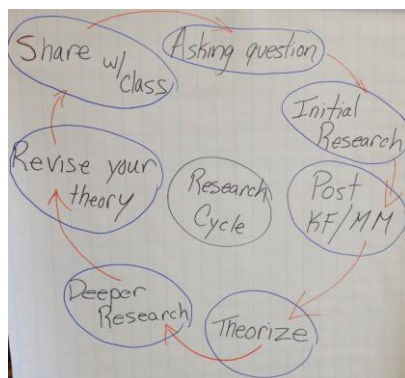 Share w/
Class
Asking question
Initial
Research
Post
KF/MM
Theorize
Deeper
Research
Revise your
theory
Research
Cycle